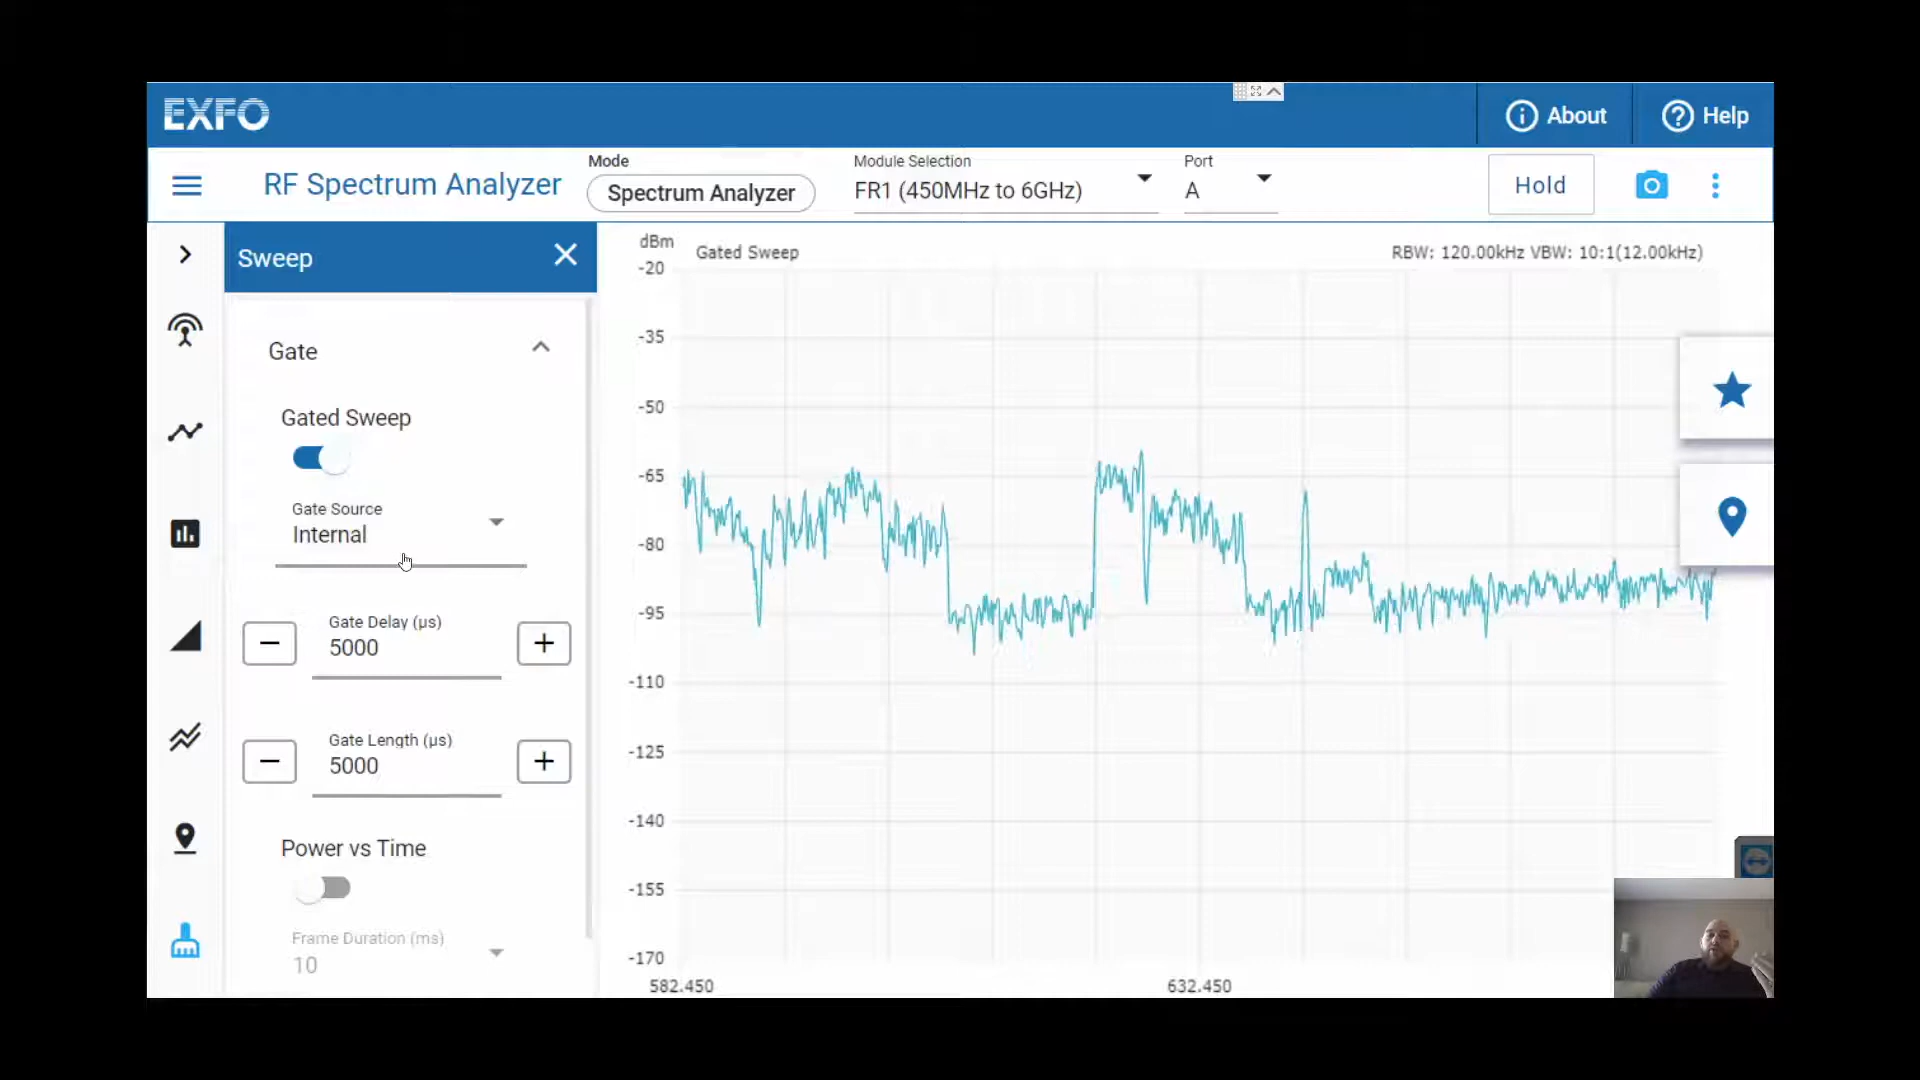 EXFO
About
Help
RF Spectrum Analyzer
Mode
Spectrum Analyzer
Module Selection
FR1 (450MHz to 6GHz)
Port
A
Hold
Sweep
Gate
Gated Sweep
Gate Source
Internal
Gate Delay (µs)
5000
Gate Length (µs)
5000
Power vs Time
Frame Duration (ms)
10
dBm
Gated Sweep
RBW: 120.00kHz VBW: 10:1(12.00kHz)
-20
-35
-50
-65
-80
-95
-110
-125
-140
-155
-170
582.450
632.450